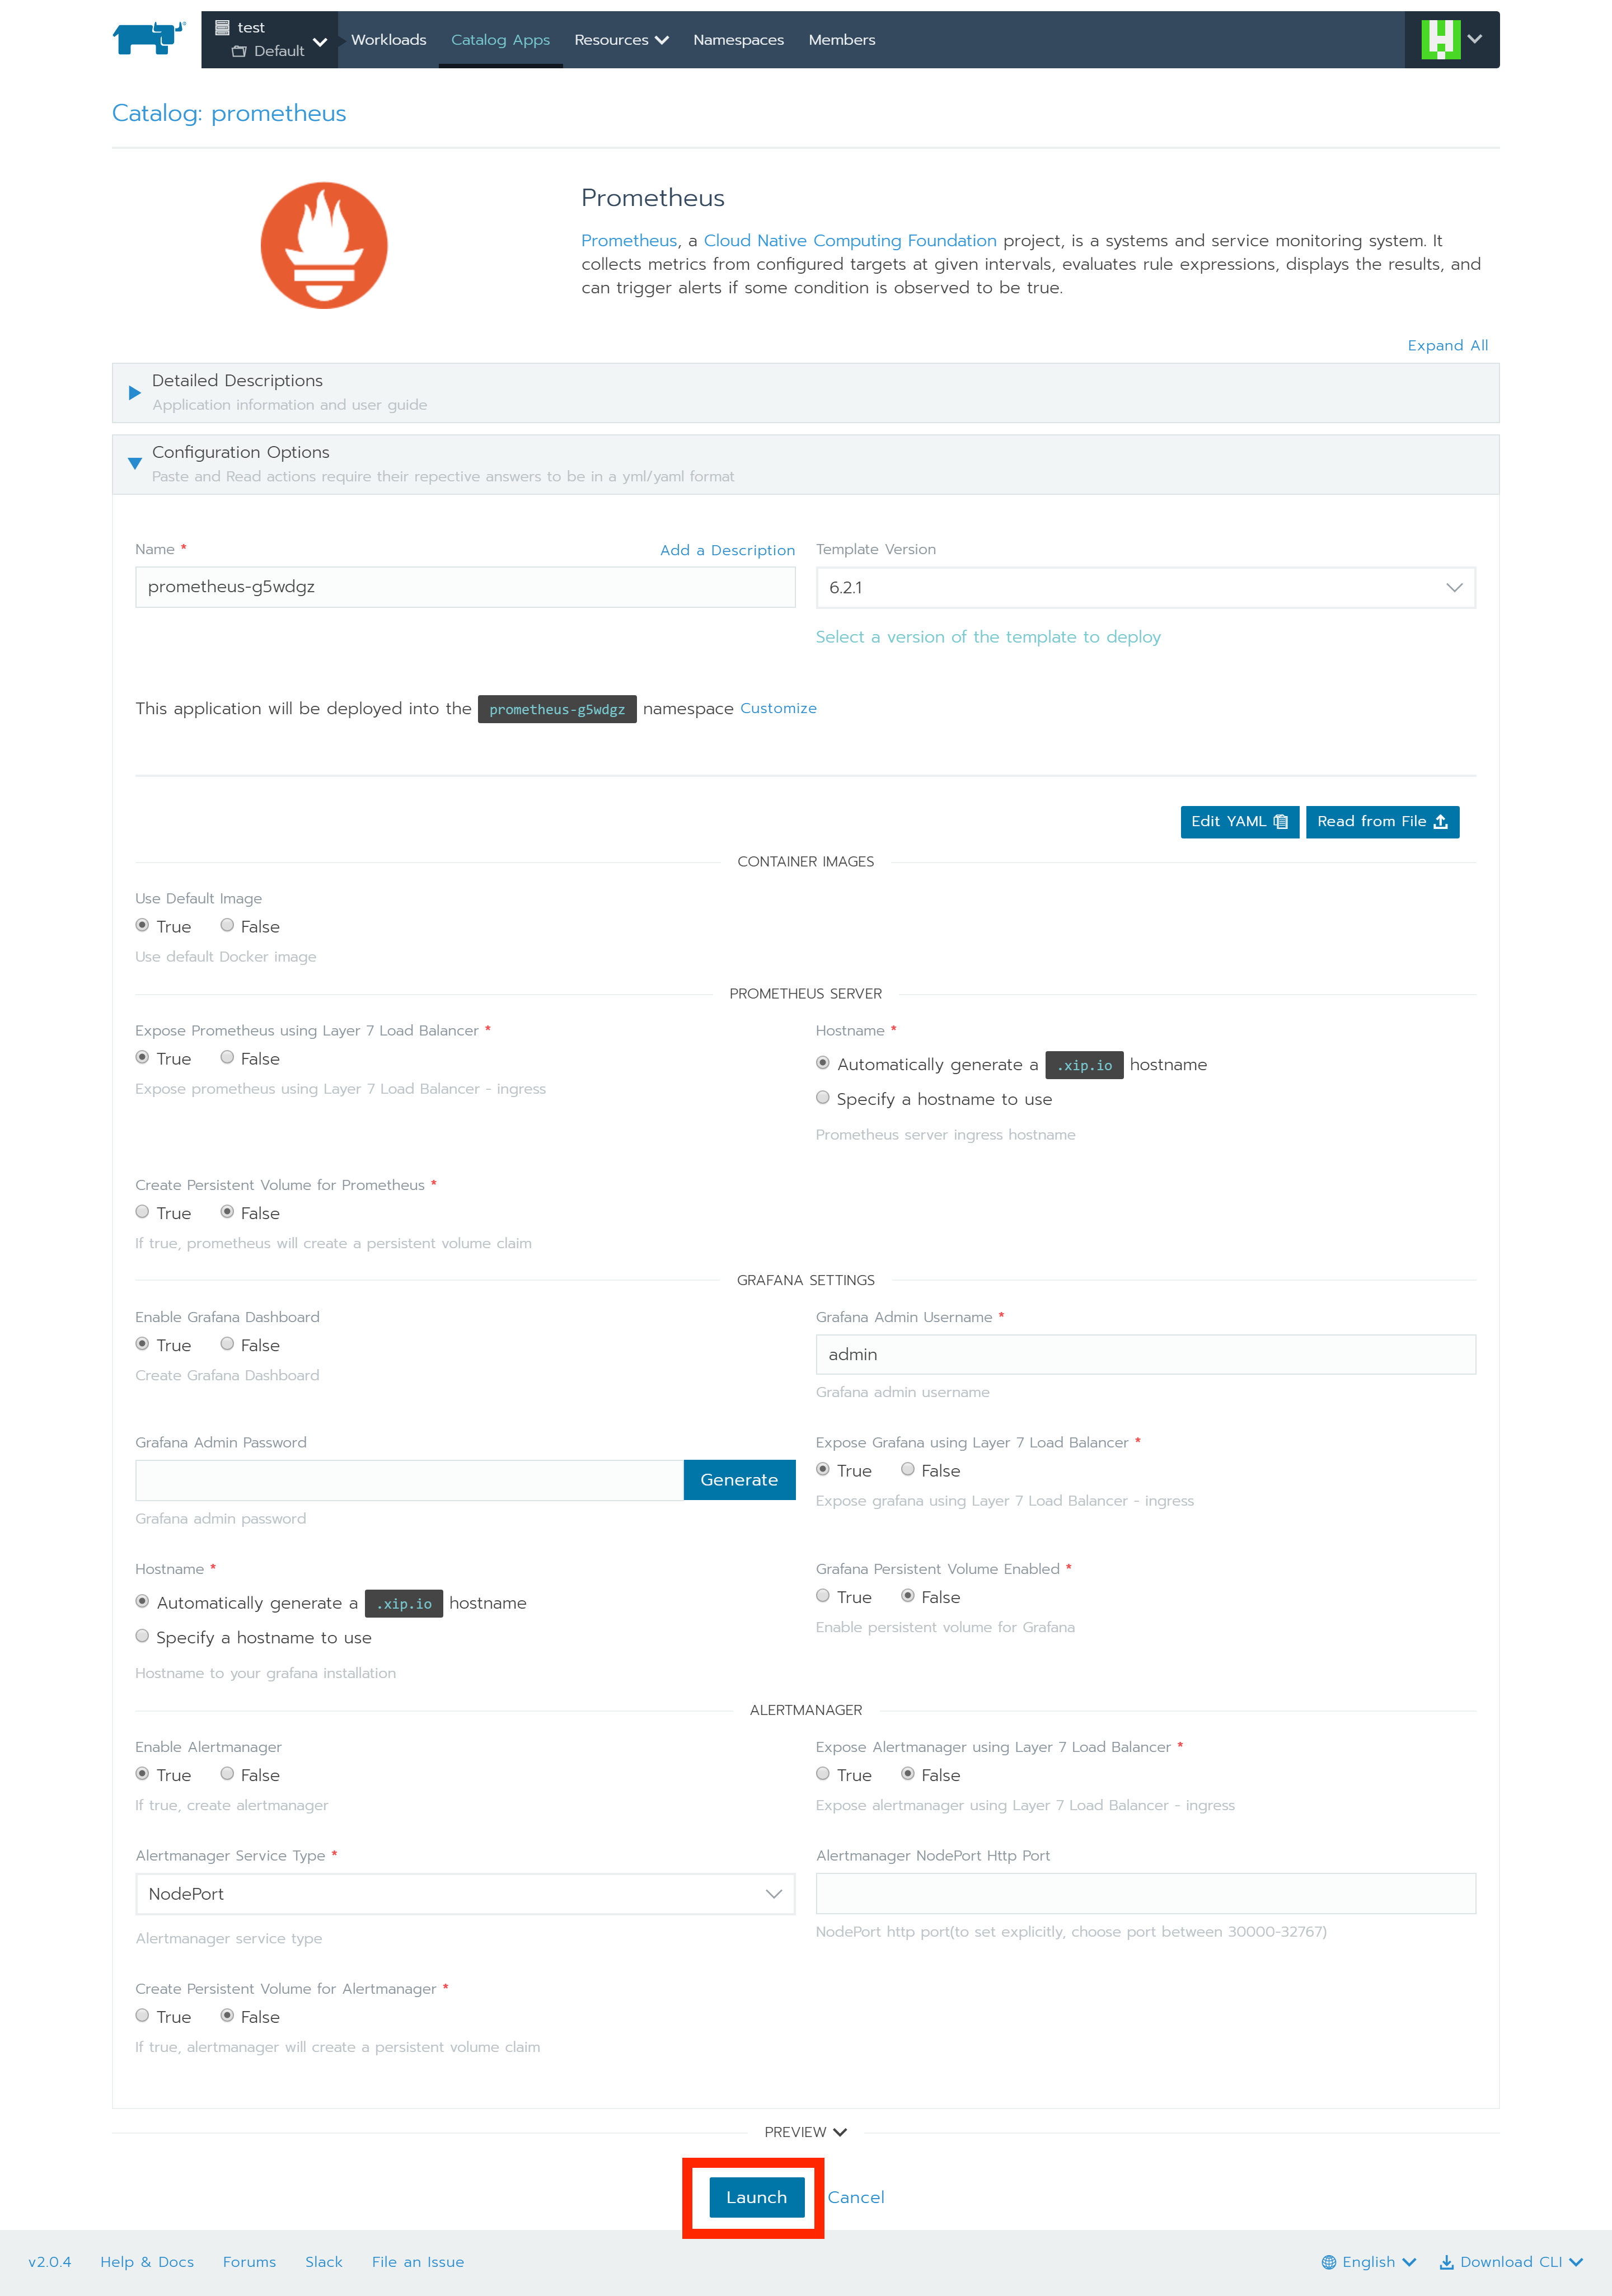 test
Default
Workloads
Catalog Apps
Resources
Namespaces
Members
Catalog: prometheus
Prometheus
Prometheus, a Cloud Native Computing Foundation project, is a systems and service monitoring system. It
collects metrics from configured targets at given intervals, evaluates rule expressions, displays the results, and
can trigger alerts if some condition is observed to be true.
Expand All
Detailed Descriptions
Application information and user guide
Configuration Options
Paste and Read actions require their repective answers to be in a yml/yaml format
Name *
Add a Description
Template Version
prometheus-g5wdgz
6.2.1
Select a version of the template to deploy
This application will be deployed into the prometheus-g5wdgz namespace Customize
Edit YAML
Read from File
CONTAINER IMAGES
Use Default Image
True False
Use default Docker image
PROMETHEUS SERVER
Expose Prometheus using Layer 7 Load Balancer *
True False
Expose prometheus using Layer 7 Load Balancer - ingress
Hostname *
Automatically generate a .xip.io hostname
Specify a hostname to use
Prometheus server ingress hostname
Create Persistent Volume for Prometheus *
True False
If true, prometheus will create a persistent volume claim
GRAFANA SETTINGS
Enable Grafana Dashboard
True False
Create Grafana Dashboard
Grafana Admin Username *
admin
Grafana admin username
Grafana Admin Password
Generate
Grafana admin password
Expose Grafana using Layer 7 Load Balancer *
True False
Expose grafana using Layer 7 Load Balancer - ingress
Hostname *
Automatically generate a .xip.io hostname
Specify a hostname to use
Hostname to your grafana installation
Grafana Persistent Volume Enabled *
True False
Enable persistent volume for Grafana
ALERTMANAGER
Enable Alertmanager
True False
If true, create alertmanager
Expose Alertmanager using Layer 7 Load Balancer *
True False
Expose alertmanager using Layer 7 Load Balancer - ingress
Alertmanager Service Type *
NodePort
Alertmanager service type
Alertmanager NodePort Http Port
NodePort http port(to set explicitly, choose port between 30000-32767)
Create Persistent Volume for Alertmanager *
True False
If true, alertmanager will create a persistent volume claim
PREVIEW
Launch
Cancel
v2.0.4
Help & Docs
Forums
Slack
File an Issue
English
Download CLI